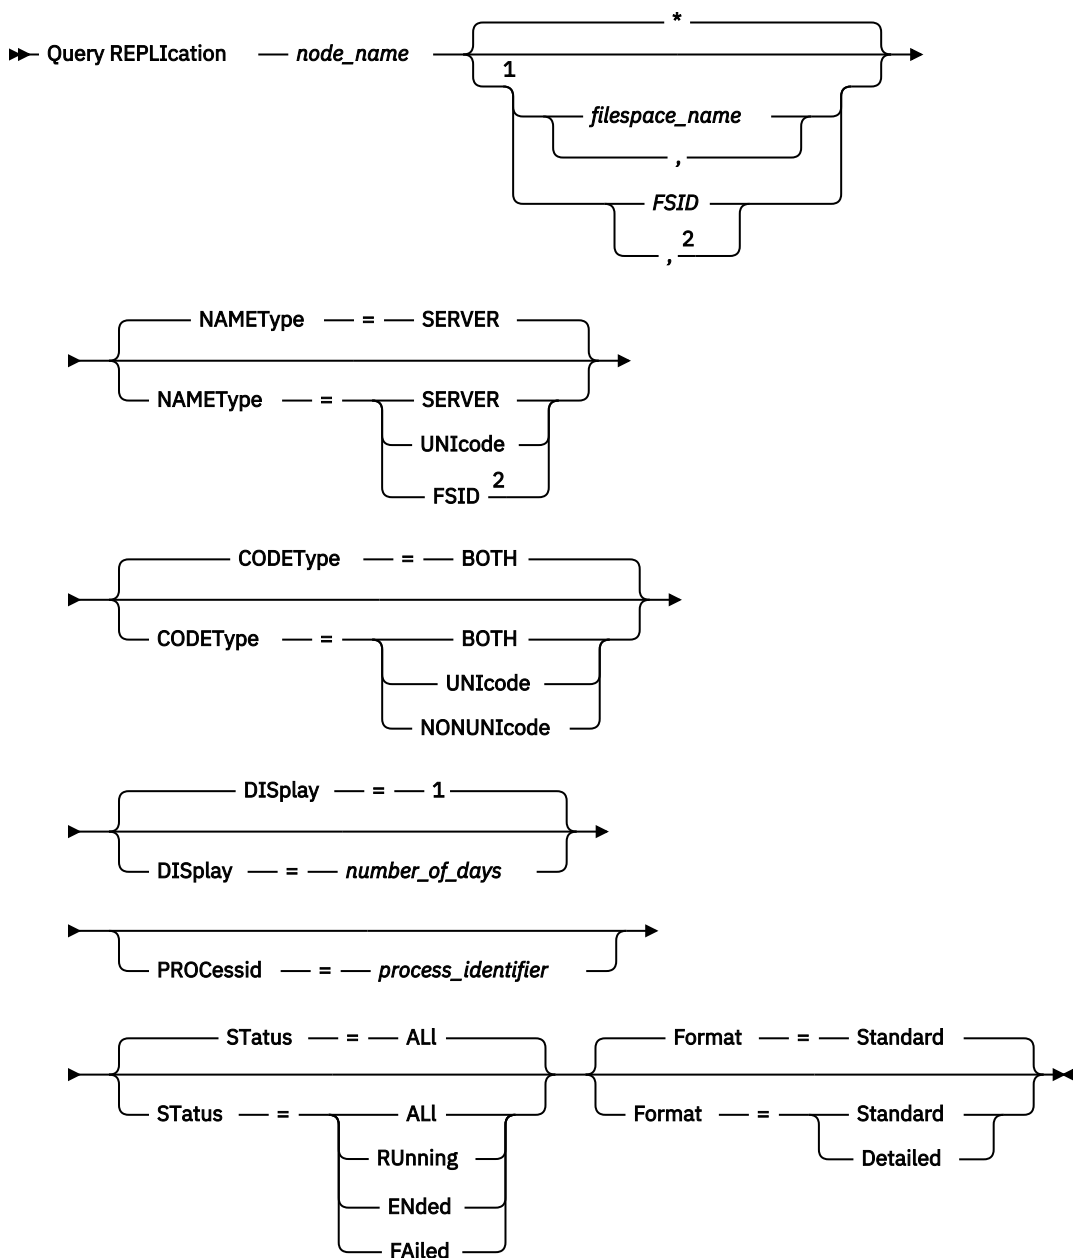 *
Query REPLIcation node_name
1
filespace_name
,
FSID
, 2
NAMEType = SERVER
NAMEType = SERVER
UNIcode
FSID 2
CODEType = BOTH
CODEType = BOTH
UNIcode
NONUNIcode
DISplay = 1
DISplay = number_of_days
PROCessid = process_identifier
STatus = ALl Format = Standard
STatus = ALl Format = Standard
RUnning Detailed
ENded
FAiled